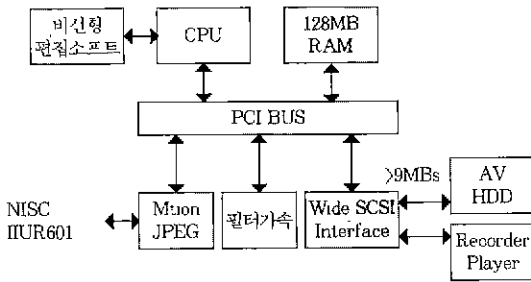 비선형
편집소프트
CPU
128MB
RAM
PCI BUS
>9MBs
AV
HDD
NISC
IIUR601
Muon
JPEG
필터가속
Wide SCSI
Interface
Recorder
Player